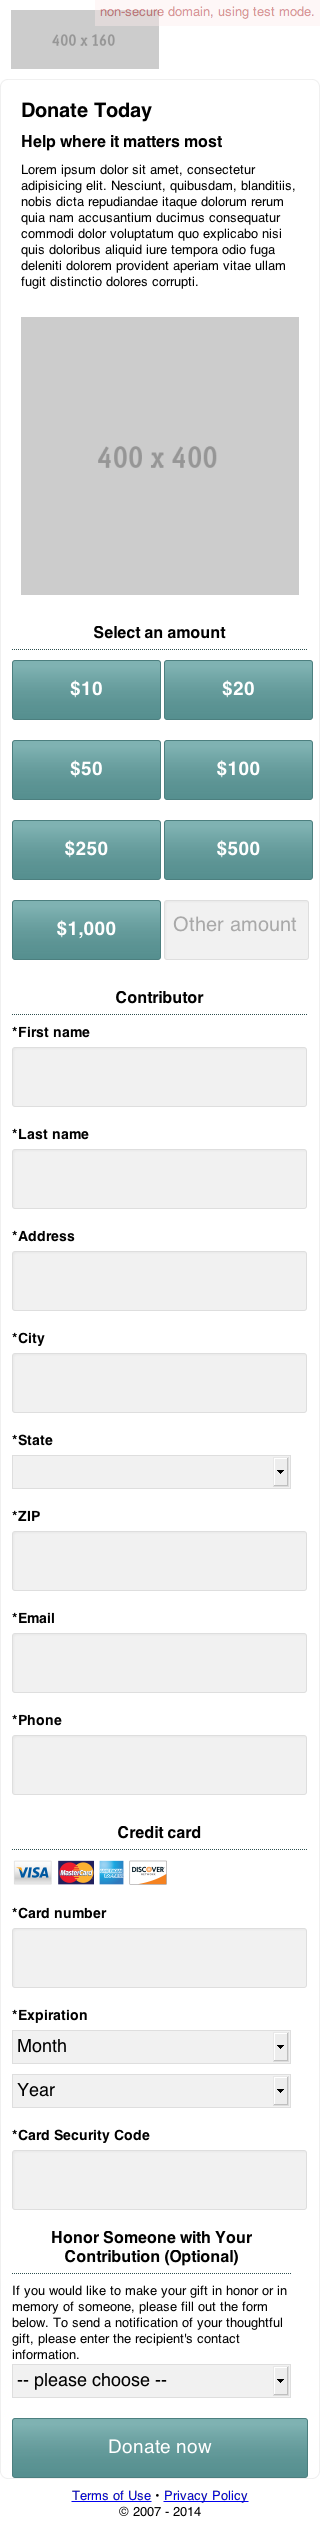 non-secure domain, using test mode.
400 x 160
Donate Today
Help where it matters most
Lorem ipsum dolor sit amet, consectetur
adipisicing elit. Nesciunt, quibusdam, blanditiis,
nobis dicta repudiandae itaque dolorum rerum
quia nam accusantium ducimus consequatur
commodi dolor voluptatum quo explicabo nisi
quis doloribus aliquid iure tempora odio fuga
deleniti dolorem provident aperiam vitae ullam
fugit distinctio dolores corrupti.
400 x 400
Select an amount
$10 $20
$50 $100
$250 $500
$1,000 Other amount
Contributor
*First name
*Last name
*Address
*City
*State
*ZIP
*Email
*Phone
Credit card
VISA MasterCard AMERICAN EXPRESS DISCOVER
*Card number
*Expiration
Month
Year
*Card Security Code
Honor Someone with Your
Contribution (Optional)
If you would like to make your gift in honor or in
memory of someone, please fill out the form
below. To send a notification of your thoughtful
gift, please enter the recipient's contact
information.
-- please choose --
Donate now
Terms of Use • Privacy Policy
© 2007 - 2014